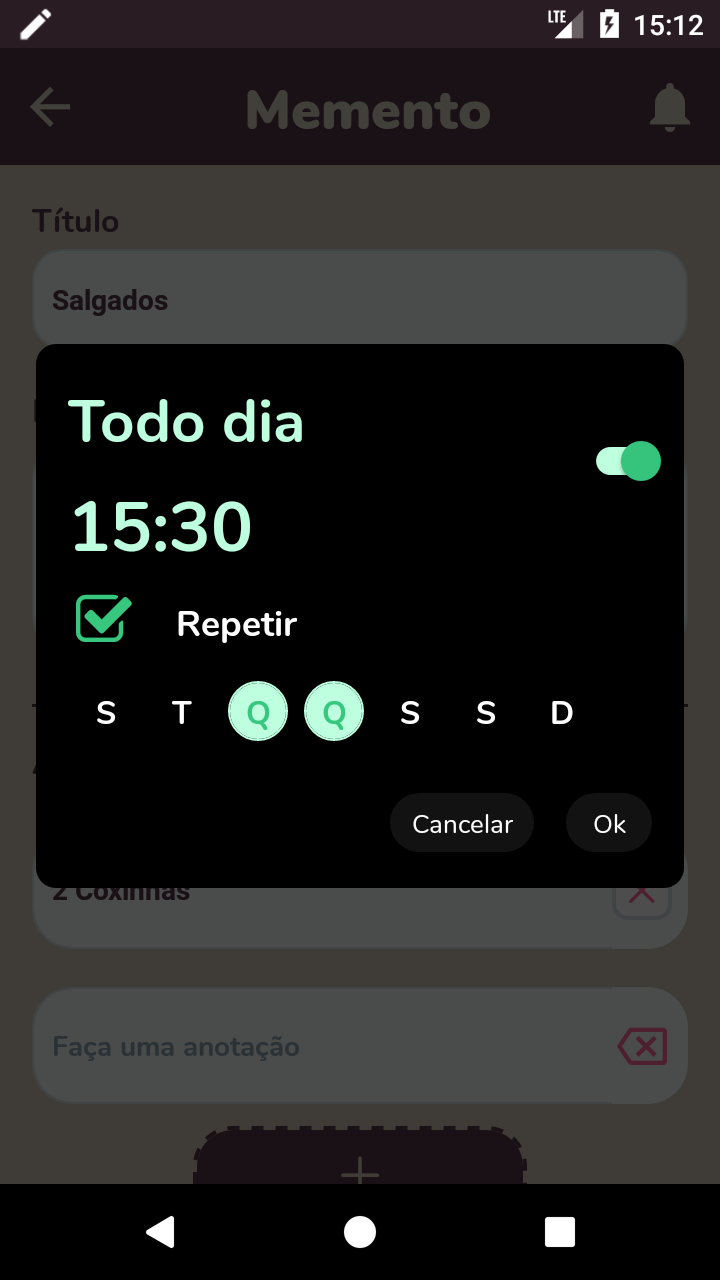 LTE 15:12
Memento
Título
Salgados
Todo dia
15:30
Repetir
S T Q Q S S D
Cancelar Ok
2 Coxinhas
Faça uma anotação